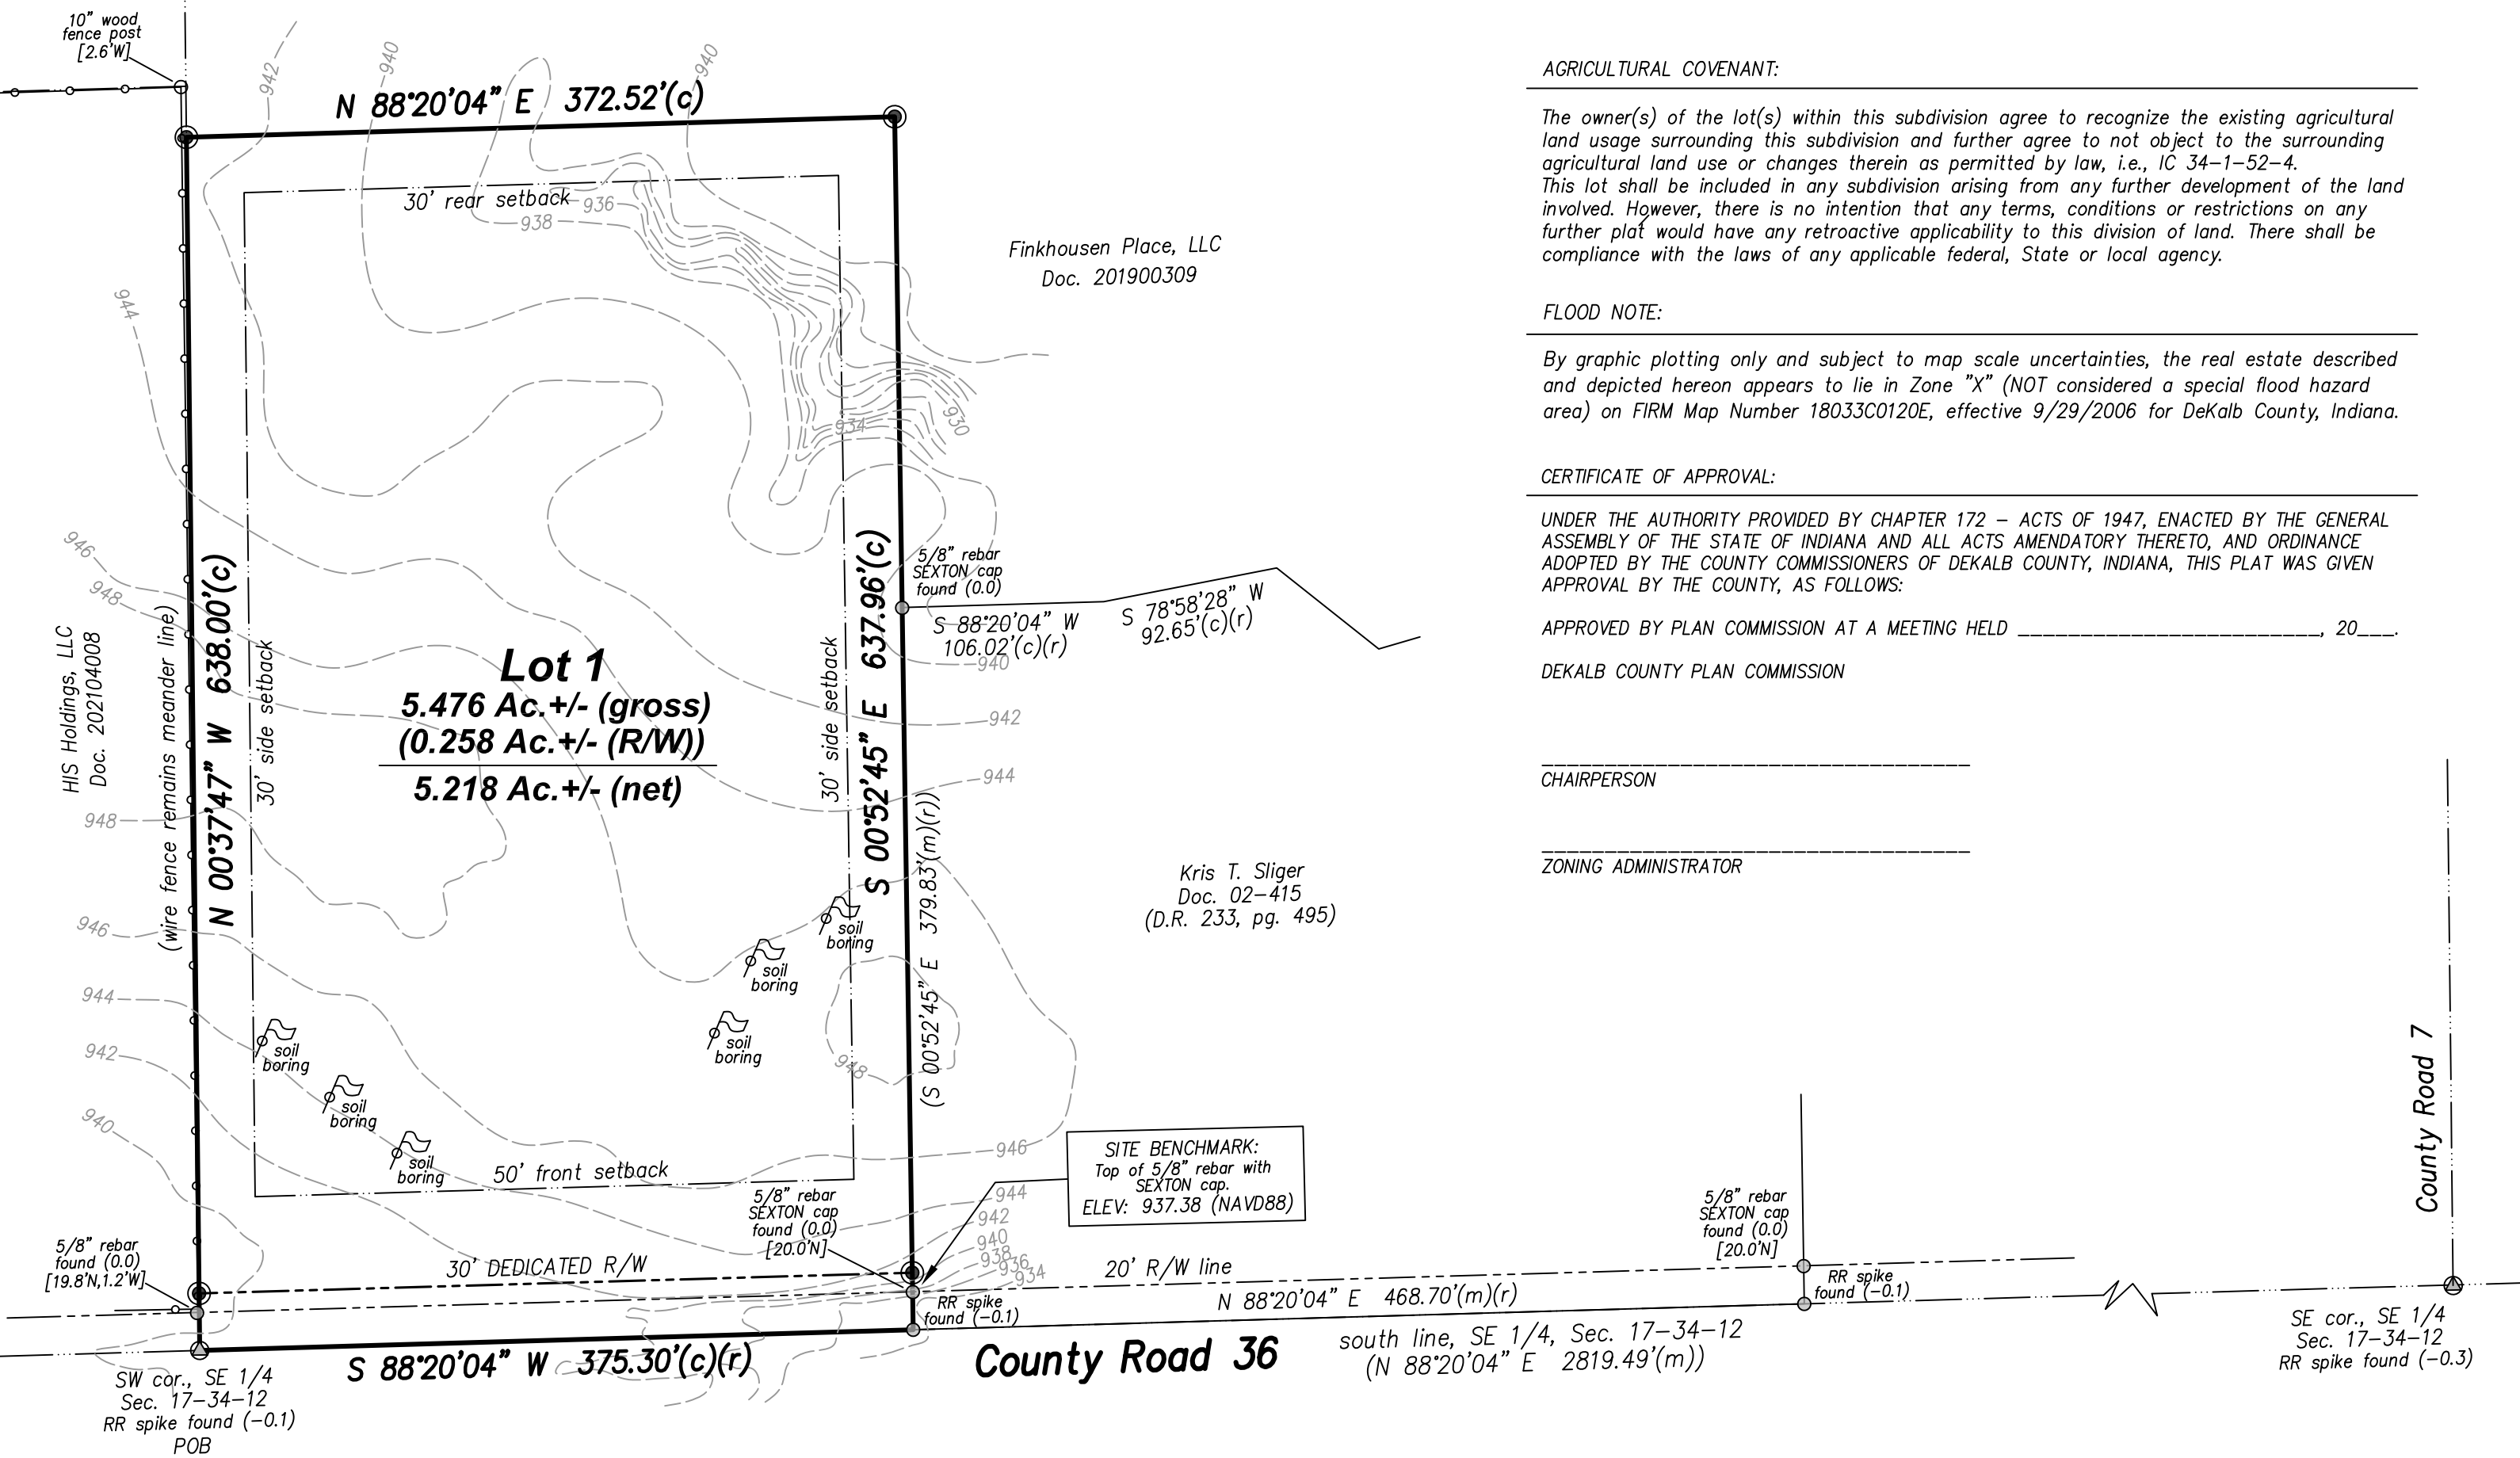 10" wood
fence post
[2.6'W]
942
940
940
N 88°20'04" E 372.52'(c)
30' rear setback
936
938
944
934
930
Finkhousen Place, LLC
Doc. 201900309
946
948
HIS Holdings, LLC
Doc. 202104008
(wire fence remains meander line)
N 00°37'47" W 638.00'(c)
30' side setback
Lot 1
5.476 Ac.+/- (gross)
(0.258 Ac.+/- (R/W))
5.218 Ac.+/- (net)
30' side setback
S 00°52'45" E 637.96'(c)
(S 00°52'45" E 379.83'(m)(r))
5/8" rebar
SEXTON cap
found (0.0)
S 88°20'04" W
106.02'(c)(r)
S 78°58'28" W
92.65'(c)(r)
940
942
944
948
946
944
942
940
Kris T. Sliger
Doc. 02-415
(D.R. 233, pg. 495)
soil
boring
soil
boring
soil
boring
soil
boring
soil
boring
soil
boring
948
50' front setback
946
944
942
940
938
936
934
SITE BENCHMARK:
Top of 5/8" rebar with
SEXTON cap.
ELEV: 937.38 (NAVD88)
5/8" rebar
SEXTON cap
found (0.0)
[20.0'N]
5/8" rebar
found (0.0)
[19.8'N,1.2'W]
30' DEDICATED R/W
20' R/W line
RR spike
found (-0.1)
N 88°20'04" E 468.70'(m)(r)
5/8" rebar
SEXTON cap
found (0.0)
[20.0'N]
RR spike
found (-0.1)
S 88°20'04" W 375.30'(c)(r)
County Road 36
south line, SE 1/4, Sec. 17-34-12
(N 88°20'04" E 2819.49'(m))
SW cor., SE 1/4
Sec. 17-34-12
RR spike found (-0.1)
POB
County Road 7
SE cor., SE 1/4
Sec. 17-34-12
RR spike found (-0.3)
AGRICULTURAL COVENANT:
The owner(s) of the lot(s) within this subdivision agree to recognize the existing agricultural
land usage surrounding this subdivision and further agree to not object to the surrounding
agricultural land use or changes therein as permitted by law, i.e., IC 34-1-52-4.
This lot shall be included in any subdivision arising from any further development of the land
involved. However, there is no intention that any terms, conditions or restrictions on any
further plat would have any retroactive applicability to this division of land. There shall be
compliance with the laws of any applicable federal, State or local agency.
FLOOD NOTE:
By graphic plotting only and subject to map scale uncertainties, the real estate described
and depicted hereon appears to lie in Zone "X" (NOT considered a special flood hazard
area) on FIRM Map Number 18033C0120E, effective 9/29/2006 for DeKalb County, Indiana.
CERTIFICATE OF APPROVAL:
UNDER THE AUTHORITY PROVIDED BY CHAPTER 172 - ACTS OF 1947, ENACTED BY THE GENERAL
ASSEMBLY OF THE STATE OF INDIANA AND ALL ACTS AMENDATORY THERETO, AND ORDINANCE
ADOPTED BY THE COUNTY COMMISSIONERS OF DEKALB COUNTY, INDIANA, THIS PLAT WAS GIVEN
APPROVAL BY THE COUNTY, AS FOLLOWS:
APPROVED BY PLAN COMMISSION AT A MEETING HELD ________________________, 20___.
DEKALB COUNTY PLAN COMMISSION
CHAIRPERSON
ZONING ADMINISTRATOR